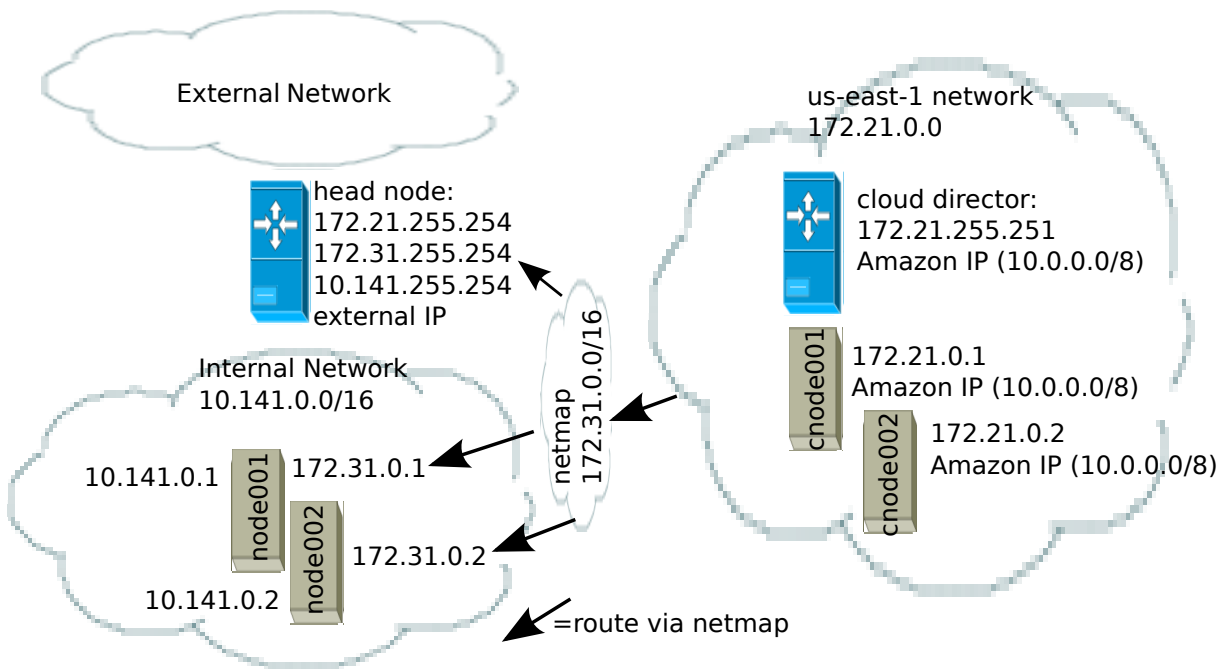 External Network
head node:
172.21.255.254
172.31.255.254
10.141.255.254
external IP
Internal Network
10.141.0.0/16
10.141.0.1
node001
172.31.0.1
10.141.0.2
node002
172.31.0.2
netmap
172.31.0.0/16
=route via netmap
us-east-1 network
172.21.0.0
cloud director:
172.21.255.251
Amazon IP (10.0.0.0/8)
cnode001
172.21.0.1
Amazon IP (10.0.0.0/8)
cnode002
172.21.0.2
Amazon IP (10.0.0.0/8)